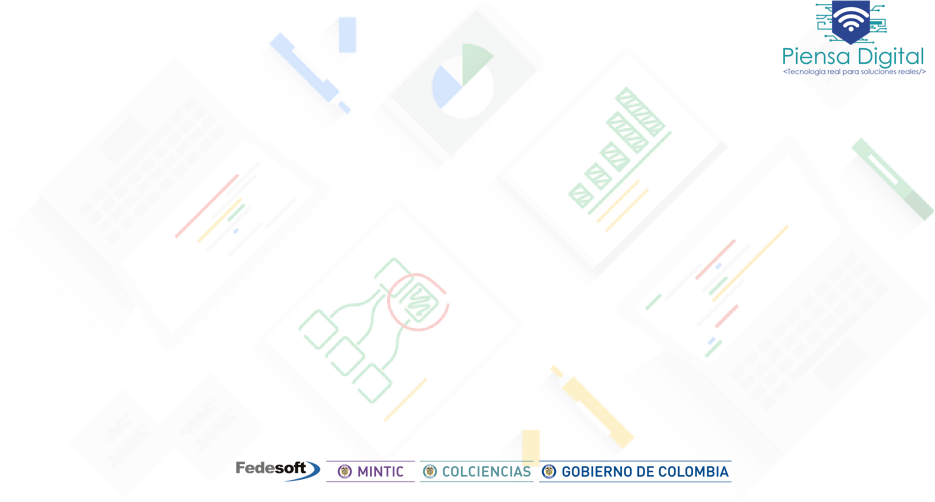 Piensa Digital
<Tecnología real para soluciones reales/>
Fedesoft MINTIC COLCIENCIAS GOBIERNO DE COLOMBIA